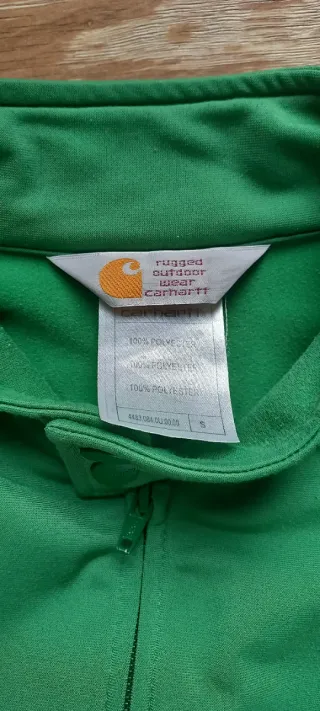 rugged
outdoor
wear
carhartt
carhartt
100% POLYESTER
100% POLYESTER
100% POLYESTER
S